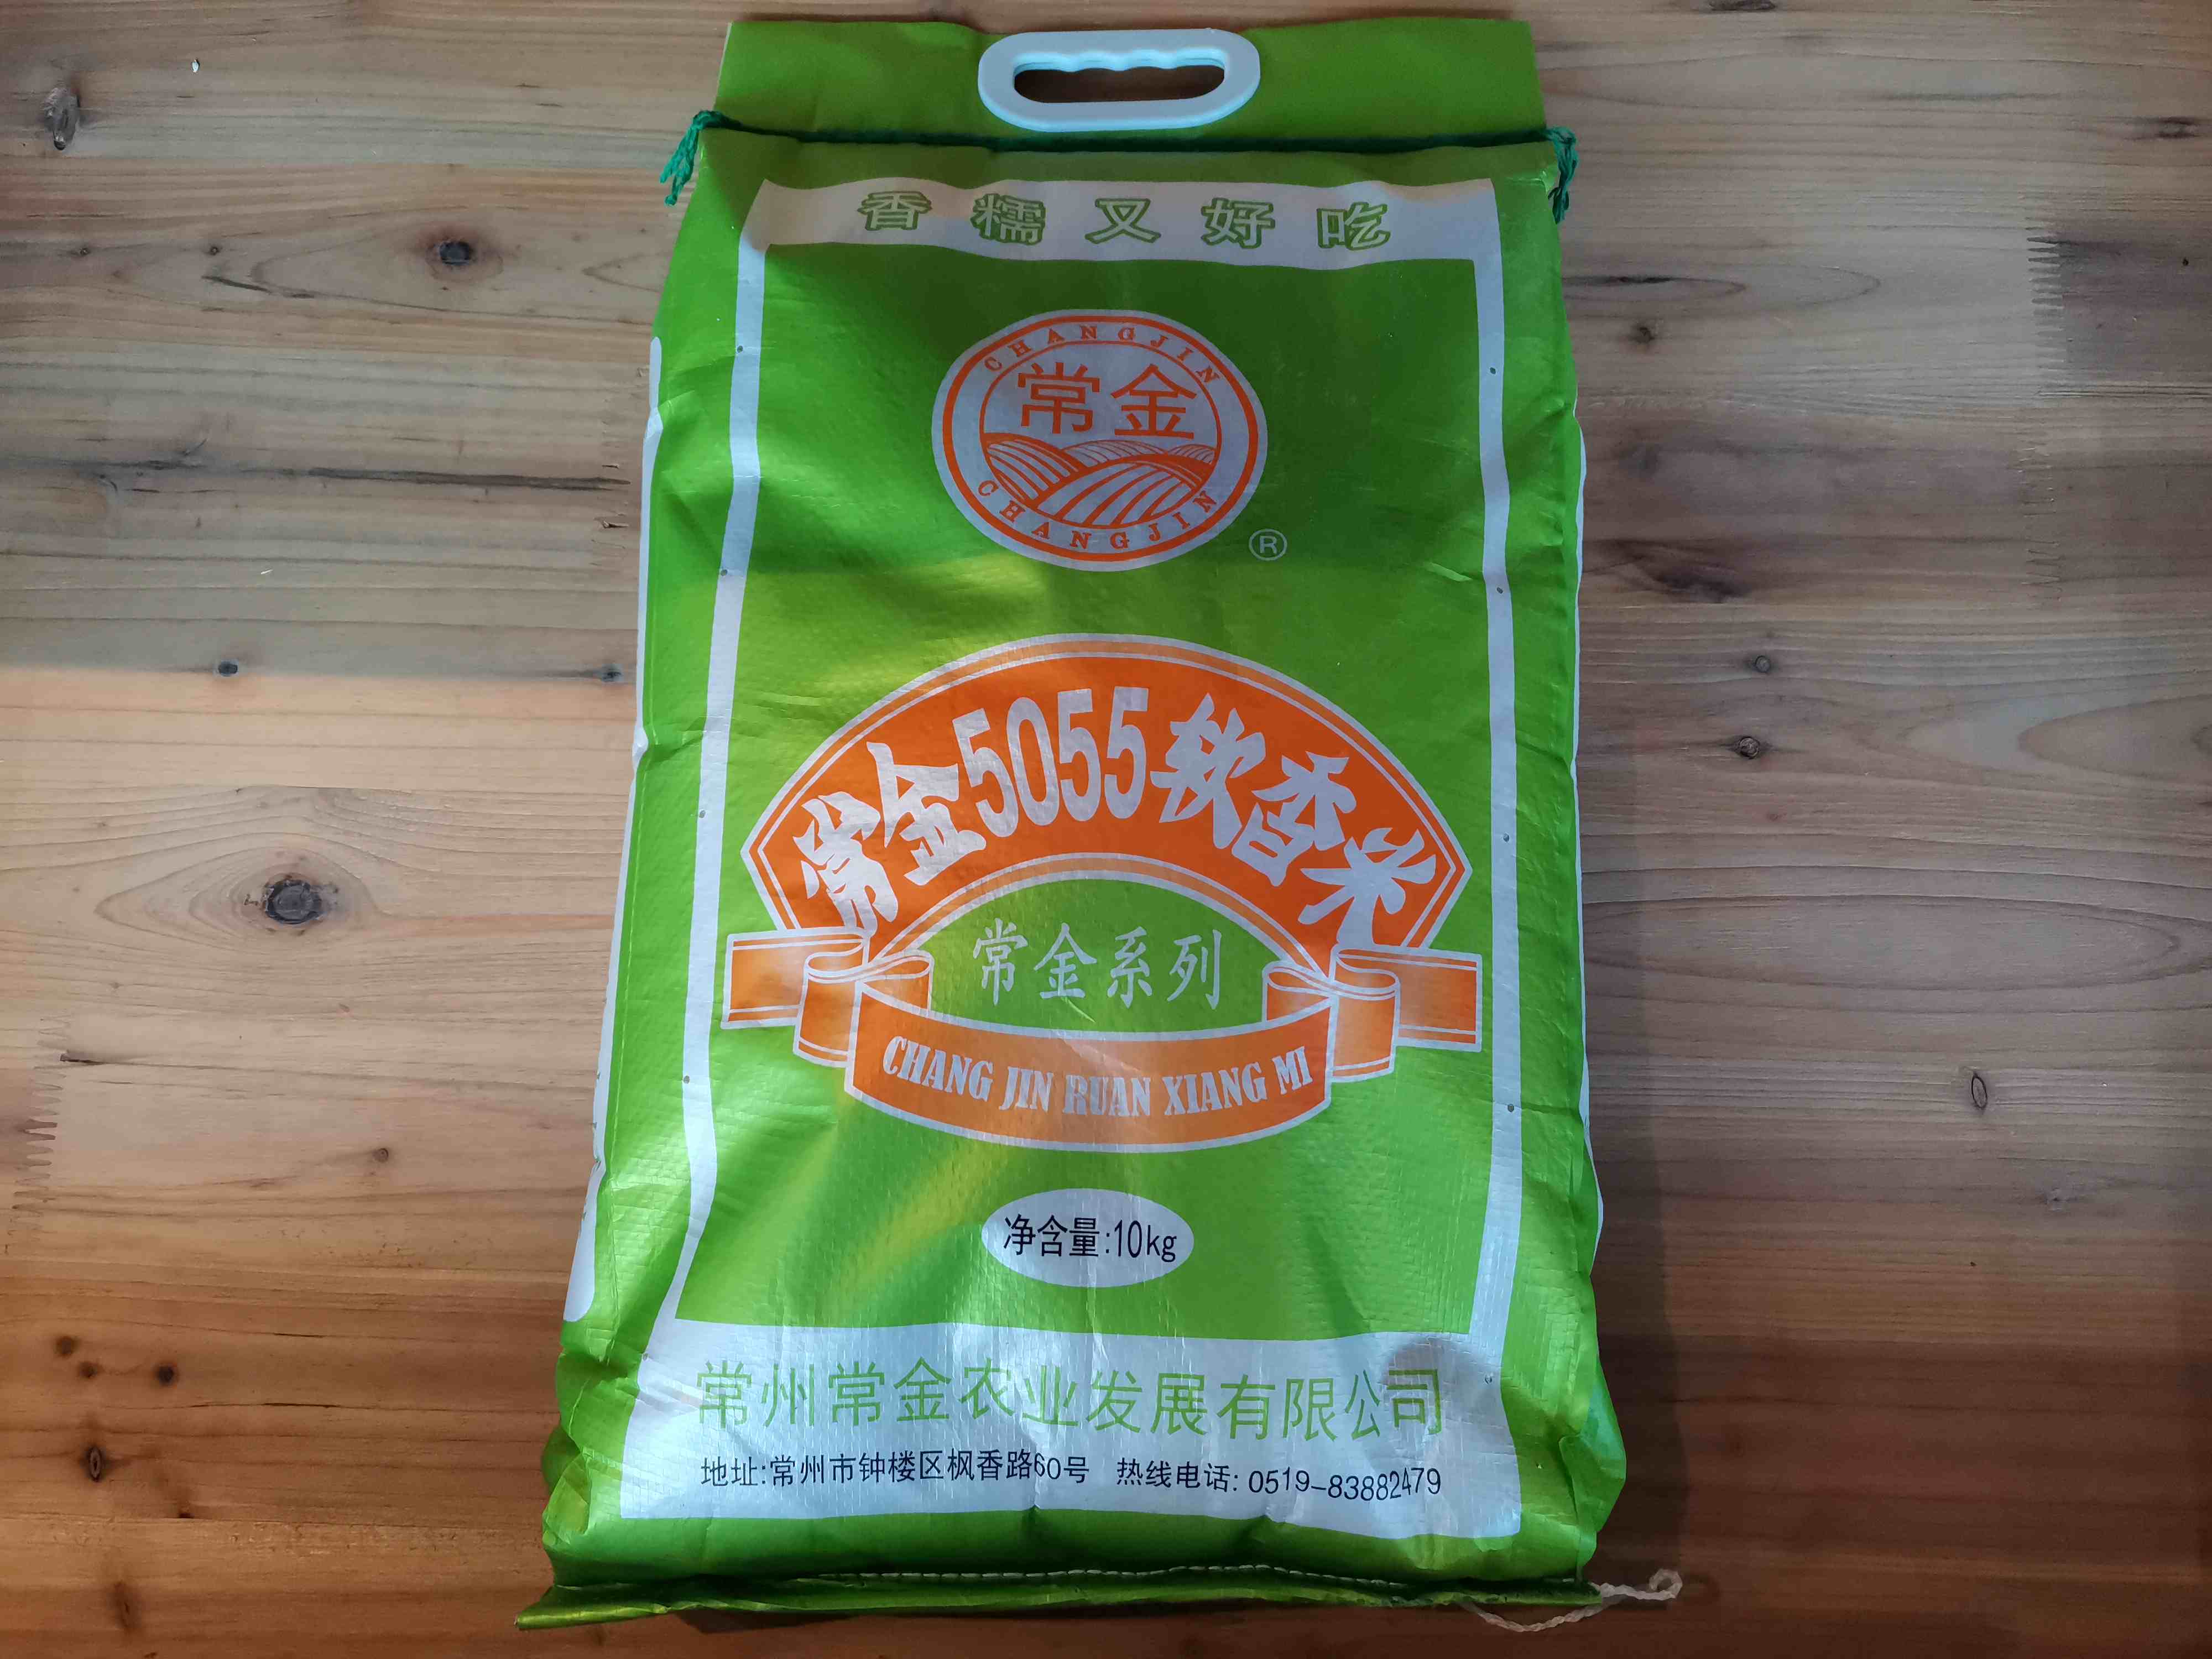 香糯又好吃
CHANGJIN
常金
CHANGJIN
®
常金5055软香米
常金系列
CHANG JIN RUAN XIANG MI
净含量:10kg
常州常金农业发展有限公司
地址:常州市钟楼区枫香路60号 热线电话: 0519-83882479